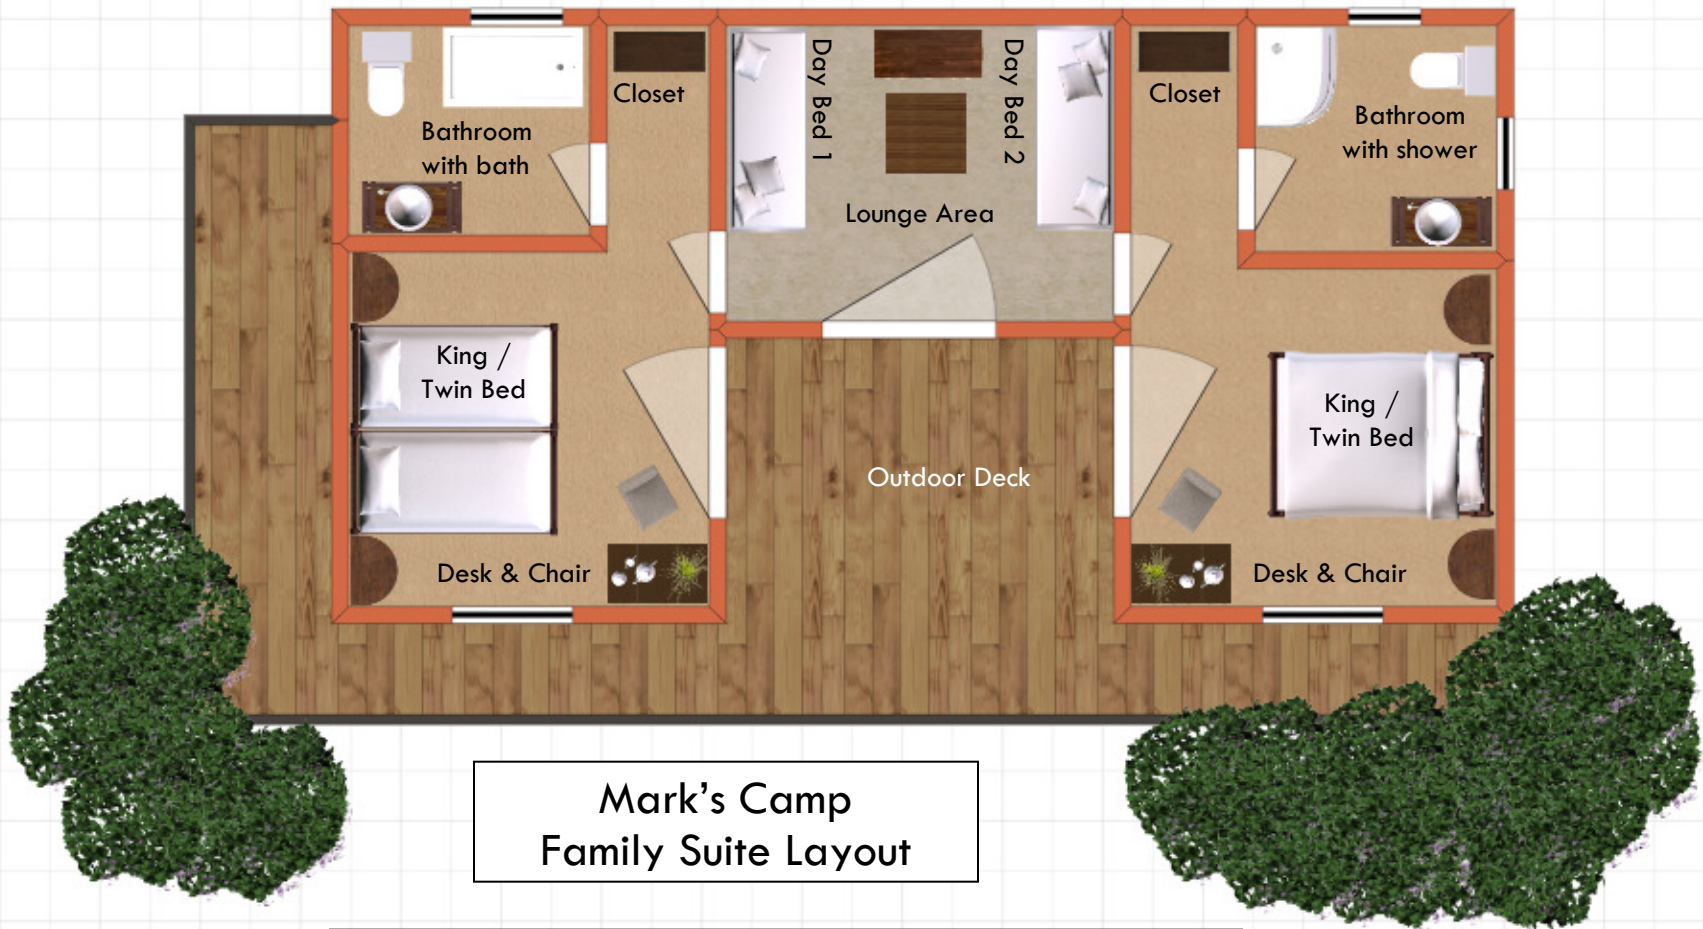 Closet
Day Bed 1
Day Bed 2
Closet
Bathroom
with bath
Bathroom
with shower
Lounge Area
King /
Twin Bed
King /
Twin Bed
Outdoor Deck
Desk & Chair
Desk & Chair
Mark’s Camp
Family Suite Layout